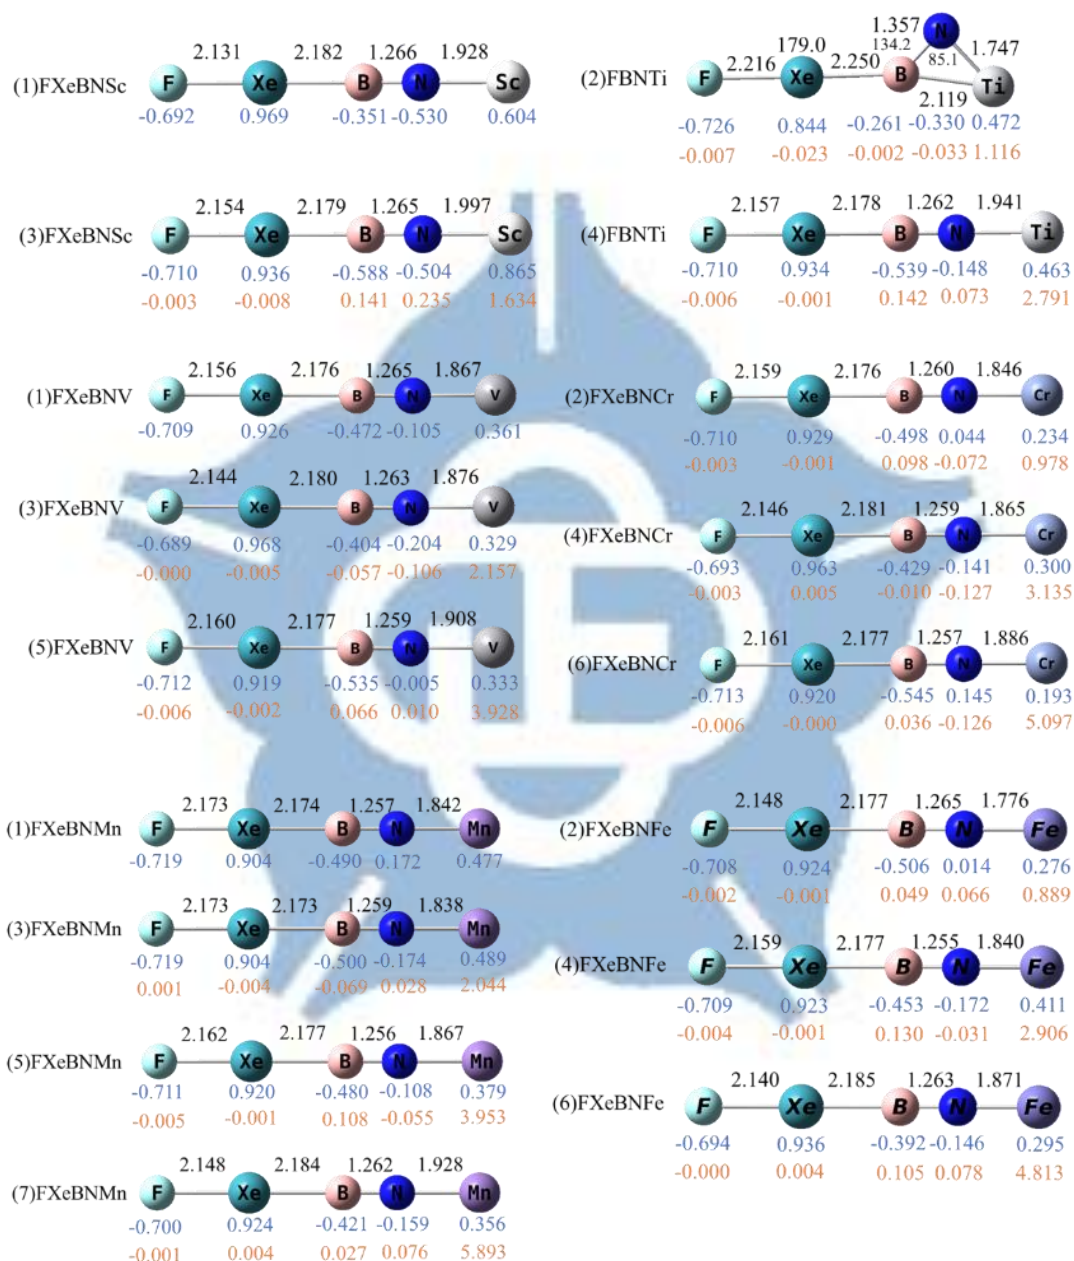 2.131 2.182 1.266 1.928
(1)FXeBNSc F Xe B N Sc
-0.692 0.969 -0.351 -0.530 0.604
1.357 N 1.747
179.0 134.2 85.1
2.216 2.250
(2)FBNTi F Xe B Ti
2.119
-0.726 0.844 -0.261 -0.330 0.472
-0.007 -0.023 -0.002 -0.033 1.116
2.154 2.179 1.265 1.997
(3)FXeBNSc F Xe B N Sc
-0.710 0.936 -0.588 -0.504 0.865
-0.003 -0.008 0.141 0.235 1.634
2.157 2.178 1.262 1.941
(4)FBNTi F Xe B N Ti
-0.710 0.934 -0.539 -0.148 0.463
-0.006 -0.001 0.142 0.073 2.791
2.156 2.176 1.265 1.867
(1)FXeBNV F Xe B N V
-0.709 0.926 -0.472 -0.105 0.361
2.159 2.176 1.260 1.846
(2)FXeBNCr F Xe B N Cr
-0.710 0.929 -0.498 0.044 0.234
-0.003 -0.001 0.098 -0.072 0.978
2.144 2.180 1.263 1.876
(3)FXeBNV F Xe B N V
-0.689 0.968 -0.404 -0.204 0.329
-0.000 -0.005 -0.057 -0.106 2.157
2.146 2.181 1.259 1.865
(4)FXeBNCr F Xe B N Cr
-0.693 0.963 -0.429 -0.141 0.300
-0.003 0.005 -0.010 -0.127 3.135
2.160 2.177 1.259 1.908
(5)FXeBNV F Xe B N V
-0.712 0.919 -0.535 -0.005 0.333
-0.006 -0.002 0.066 0.010 3.928
2.161 2.177 1.257 1.886
(6)FXeBNCr F Xe B N Cr
-0.713 0.920 -0.545 0.145 0.193
-0.006 -0.000 0.036 -0.126 5.097
2.173 2.174 1.257 1.842
(1)FXeBNMn F Xe B N Mn
-0.719 0.904 -0.490 0.172 0.477
2.148 2.177 1.265 1.776
(2)FXeBNFe F Xe B N Fe
-0.708 0.924 -0.506 0.014 0.276
-0.002 -0.001 0.049 0.066 0.889
2.173 2.173 1.259 1.838
(3)FXeBNMn F Xe B N Mn
-0.719 0.904 -0.500 -0.174 0.489
0.001 -0.004 -0.069 0.028 2.044
2.159 2.177 1.255 1.840
(4)FXeBNFe F Xe B N Fe
-0.709 0.923 -0.453 -0.172 0.411
-0.004 -0.001 0.130 -0.031 2.906
2.162 2.177 1.256 1.867
(5)FXeBNMn F Xe B N Mn
-0.711 0.920 -0.480 -0.108 0.379
-0.005 -0.001 0.108 -0.055 3.953
2.140 2.185 1.263 1.871
(6)FXeBNFe F Xe B N Fe
-0.694 0.936 -0.392 -0.146 0.295
-0.000 0.004 0.105 0.078 4.813
2.148 2.184 1.262 1.928
(7)FXeBNMn F Xe B N Mn
-0.700 0.924 -0.421 -0.159 0.356
-0.001 0.004 0.027 0.076 5.893